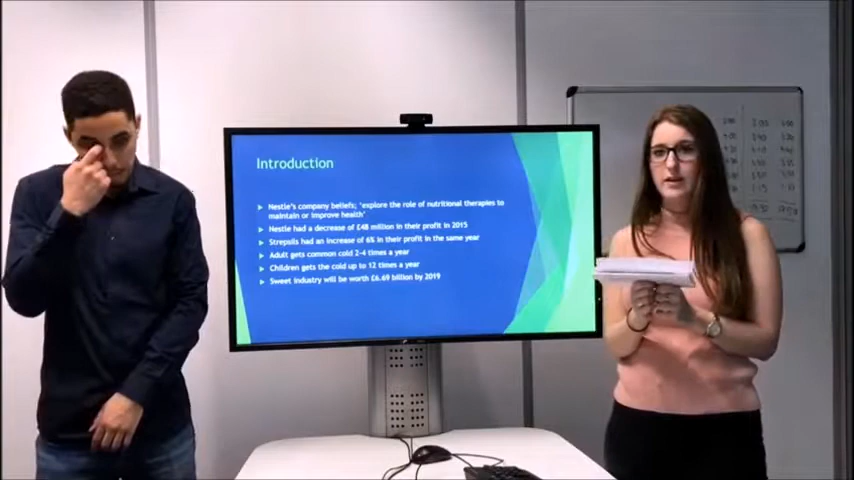 Introduction
Nestle's company beliefs; 'explore the role of nutritional therapies to
maintain or improve health'
Nestle had a decrease of £48 million in their profit in 2015
Strepsils had an increase of 6% in their profit in the same year
Adult gets common cold 2-4 times a year
Children gets the cold up to 12 times a year
Sweet industry will be worth £6.69 billion by 2019